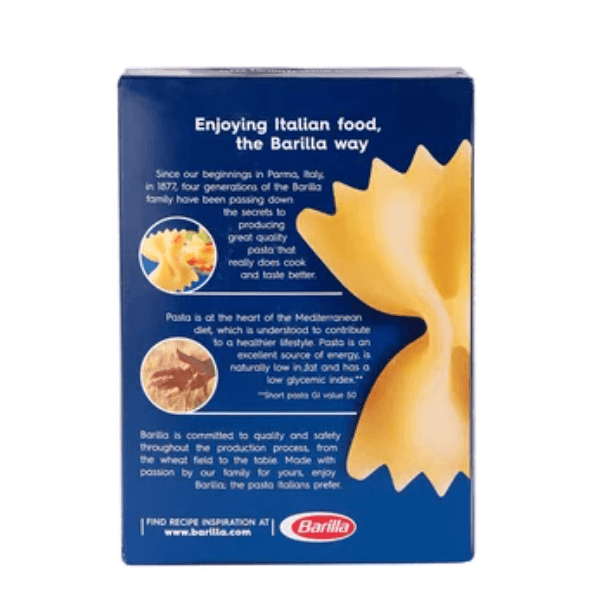 Enjoying Italian food,
the Barilla way
Since our beginnings in Parma, Italy,
in 1877, four generations of the Barilla
family have been passing down
the secrets to
producing
great quality
pasta that
really does cook
and taste better.
Pasta is at the heart of the Mediterranean
diet, which is understood to contribute
to a healthier lifestyle. Pasta is an
excellent source of energy, is
naturally low in fat and has a
low glycemic index.**
**Short pasta GI value 50
Barilla is committed to quality and safety
throughout the production process, from
the wheat field to the table. Made with
passion by our family for yours, enjoy
Barilla; the pasta Italians prefer.
FIND RECIPE INSPIRATION AT
www.barilla.com
Barilla